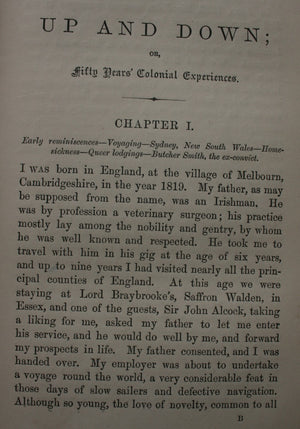 UP AND DOWN;
OR,
Fifty Years' Colonial Experiences.
CHAPTER I.
Early reminiscences—Voyaging—Sydney, New South Wales—Home-
sickness—Queer lodgings—Butcher Smith, the ex-convict.
I WAS born in England, at the village of Melbourn,
Cambridgeshire, in the year 1819. My father, as may
be supposed from the name, was an Irishman. He
was by profession a veterinary surgeon; his practice
mostly lay among the nobility and gentry, by whom
he was well known and respected. He took me to
travel with him in his gig at the age of six years,
and up to nine years I had visited nearly all the prin-
cipal counties of England. At this age we were
staying at Lord Braybrooke's, Saffron Walden, in
Essex, and one of the guests, Sir John Alcock, taking
a liking for me, asked my father to let me enter
his service, and he would do well by me, and forward
my prospects in life. My father consented, and I was
handed over. My employer was about to undertake
a voyage round the world, a very considerable feat in
those days of slow sailers and defective navigation.
Although so young, the love of novelty, common to all
B